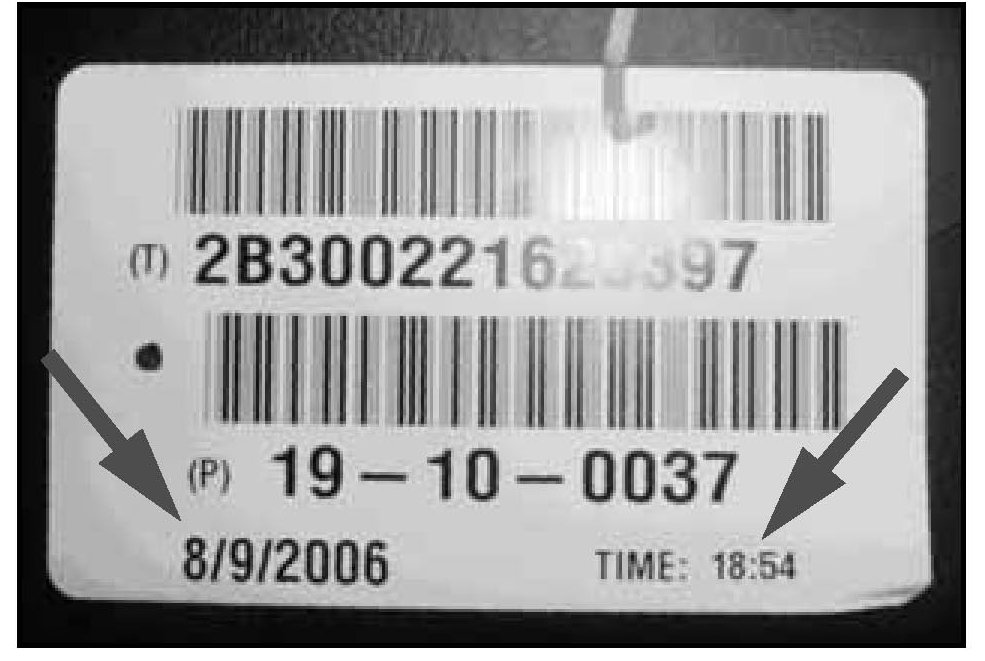 (T)
(P) 19 – 10 – 0037
8/9/2006 TIME: 18:54